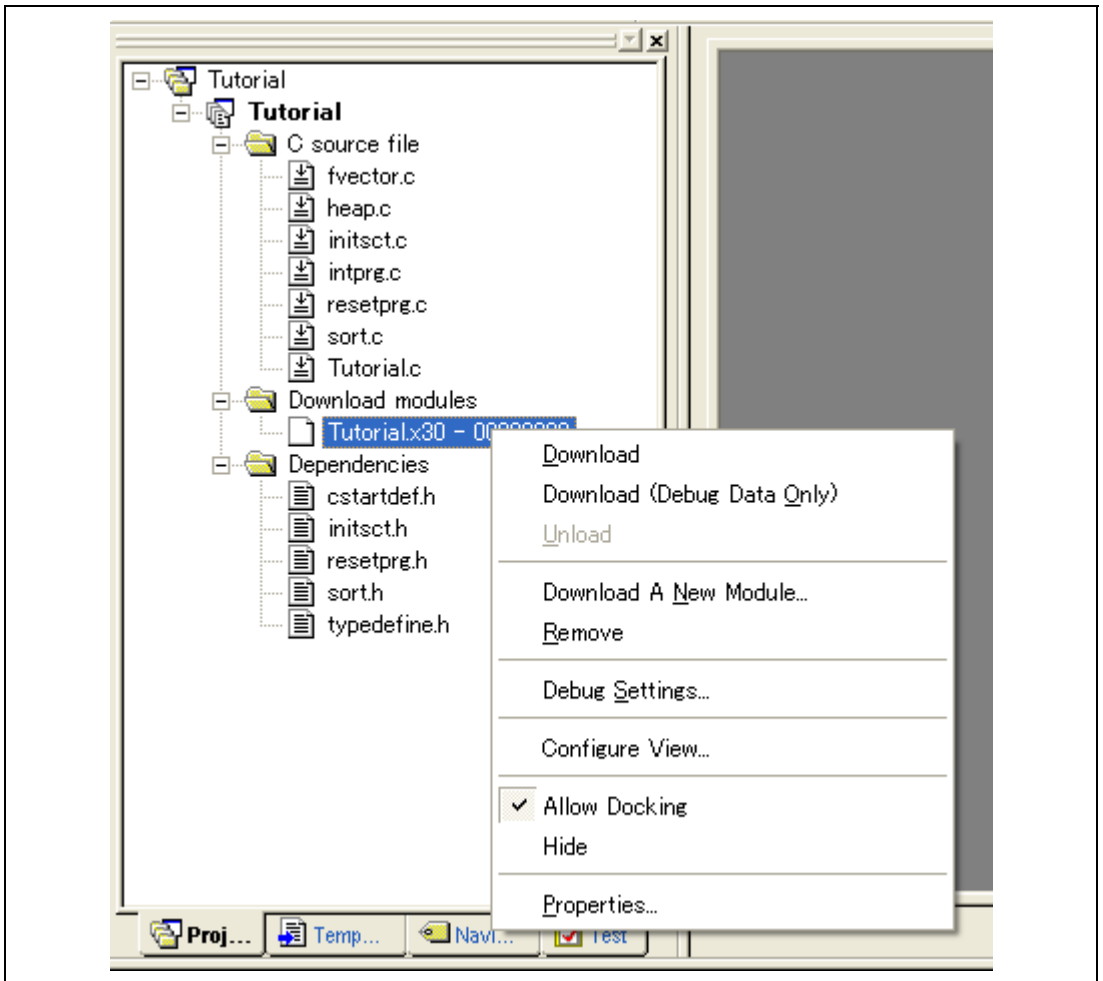 Tutorial
Tutorial
C source file
fvector.c
heap.c
initsct.c
intprg.c
resetprg.c
sort.c
Tutorial.c
Download modules
Tutorial.x30 - 00000000
Dependencies
cstartdef.h
initsct.h
resetprg.h
sort.h
typedefine.h
Download
Download (Debug Data Only)
Unload
Download A New Module...
Remove
Debug Settings...
Configure View...
Allow Docking
Hide
Properties...
Proj... Temp... Navi... Test